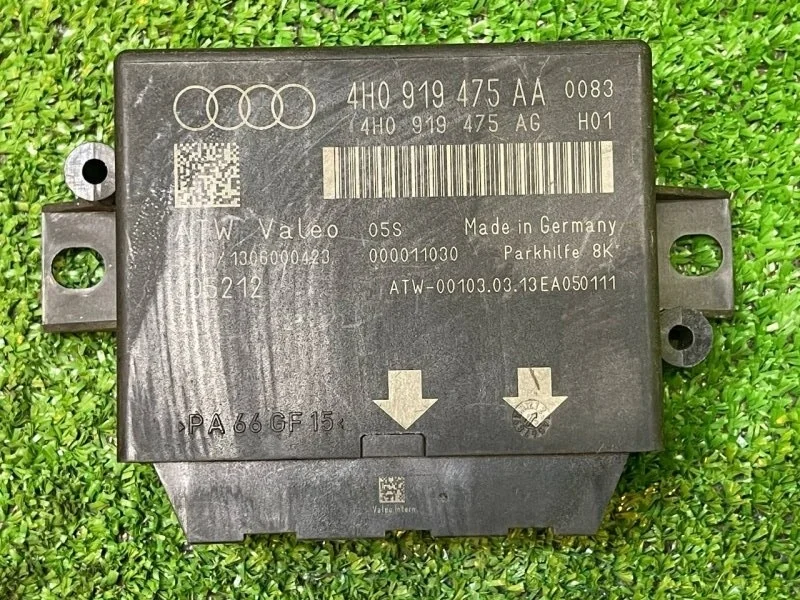 4H0 919 475 AA 0083
4H0 919 475 AG H01
ATW Valeo 05S Made in Germany
1306000423 000011030 Parkhilfe 8K
5212 ATW-00103.03.13EA050111
>PA 66 GF 15<
Valeo Intern